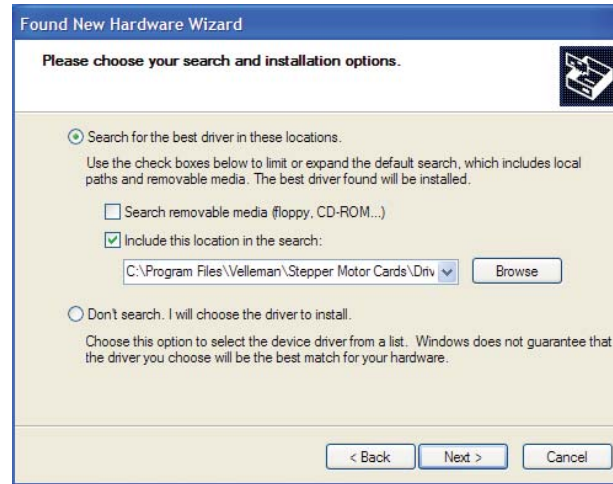 Found New Hardware Wizard
Please choose your search and installation options.
Search for the best driver in these locations.
Use the check boxes below to limit or expand the default search, which includes local
paths and removable media. The best driver found will be installed.
Search removable media (floppy, CD-ROM...)
Include this location in the search:
C:\Program Files\Velleman\Stepper Motor Cards\Driv
Browse
Don't search. I will choose the driver to install.
Choose this option to select the device driver from a list. Windows does not guarantee that
the driver you choose will be the best match for your hardware.
< Back
Next >
Cancel